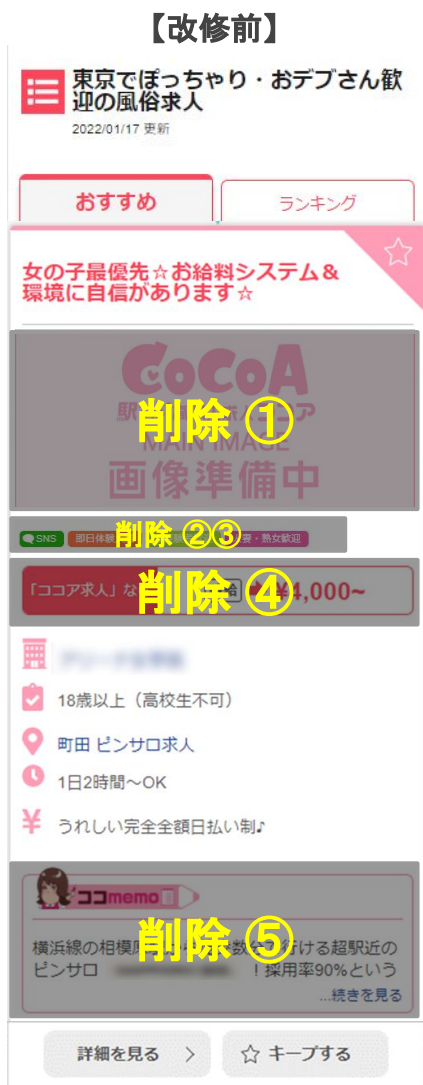 【改修前】
東京でぽっちゃり・おデブさん歓
迎の風俗求人
2022/01/17 更新
おすすめ
ランキング
女の子最優先☆お給料システム&
環境に自信があります☆
CoCoA
駅
ア
MAIN IMAGE
削除 ①
画像準備中
SNS
即日体験
妻・熟女歓迎
削除 ②③
「ココア求人」な
給
¥4,000~
削除 ④
18歳以上（高校生不可）
町田 ピンサロ求人
1日2時間～OK
うれしい完全全額日払い制♪
ココmemo
横浜線の相模原
数分で行ける超駅近の
ピンサロ
！採用率90%という
削除 ⑤
...続きを見る
詳細を見る
キープする